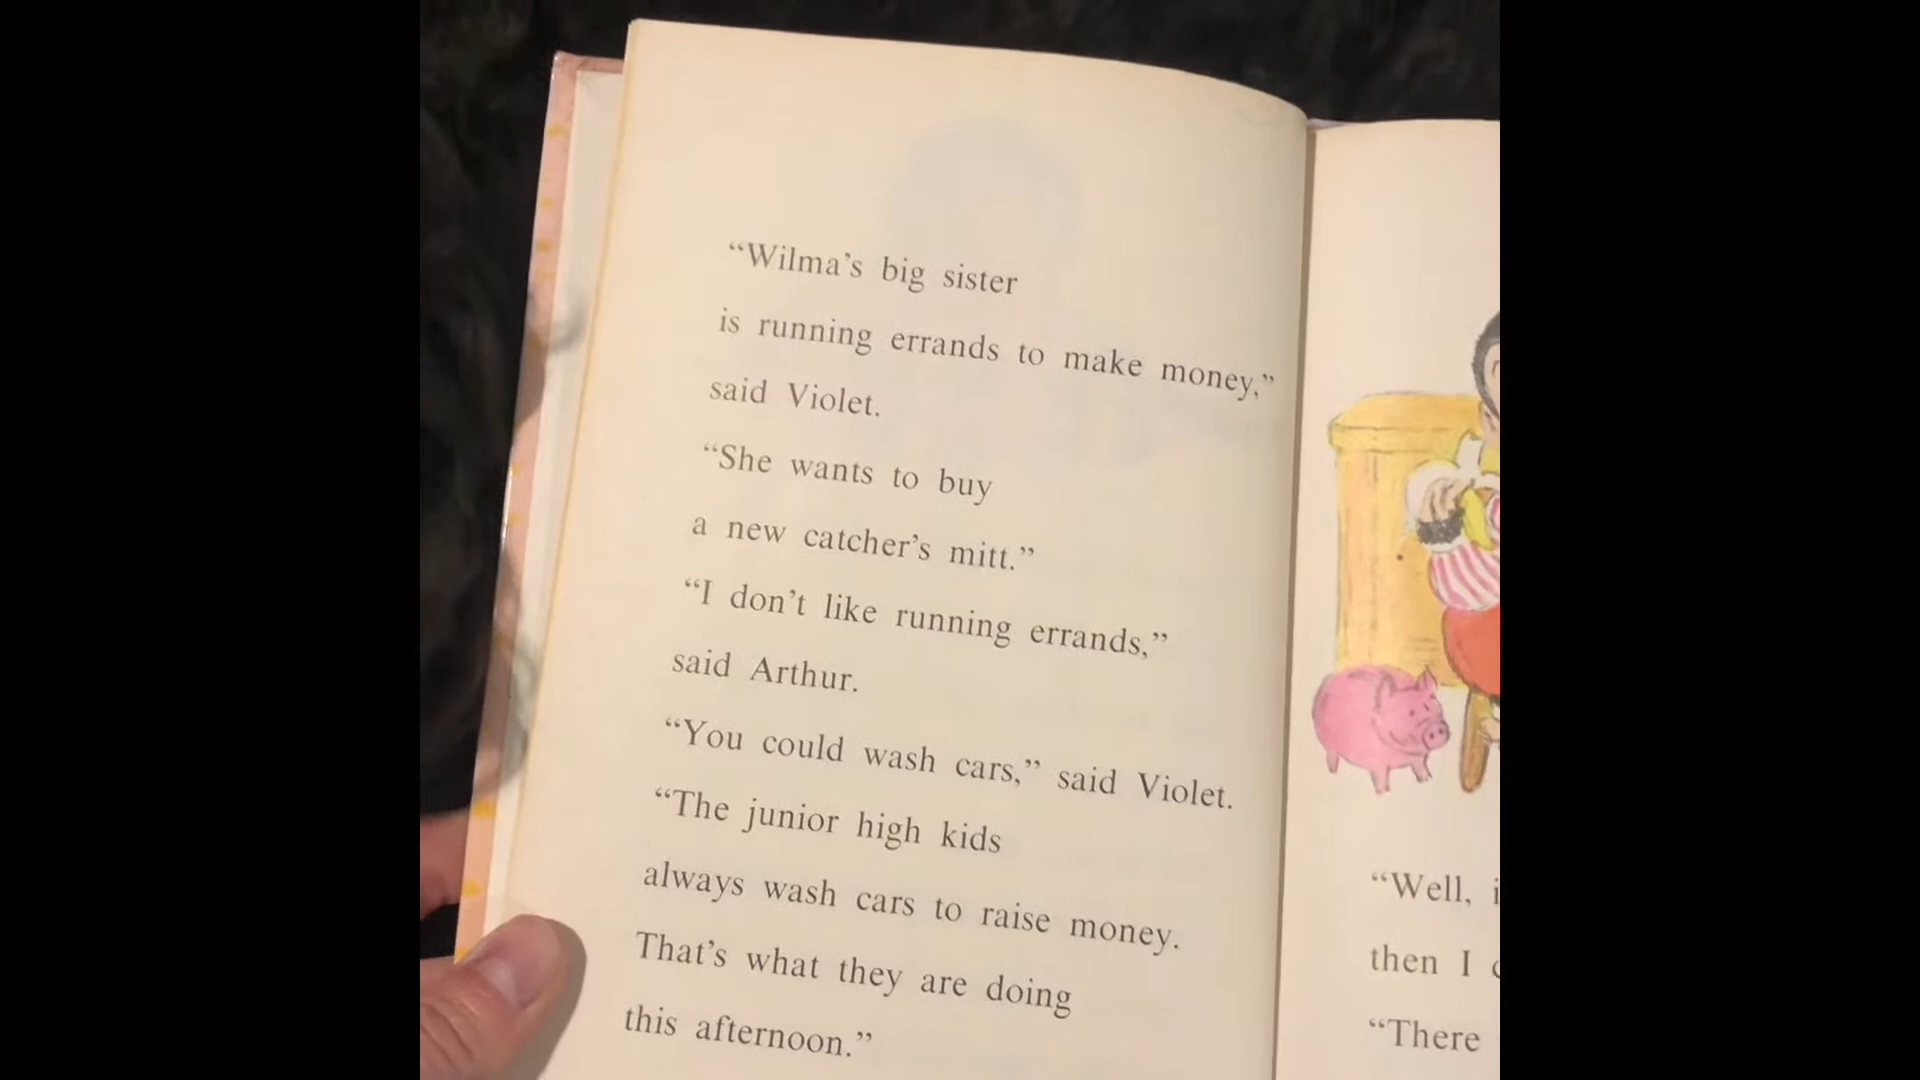 “Wilma’s big sister
is running errands to make money,”
said Violet.
“She wants to buy
a new catcher’s mitt.”
“I don’t like running errands,”
said Arthur.
“You could wash cars,” said Violet.
“The junior high kids
always wash cars to raise money.
That’s what they are doing
this afternoon.”
“Well,
then I
“There